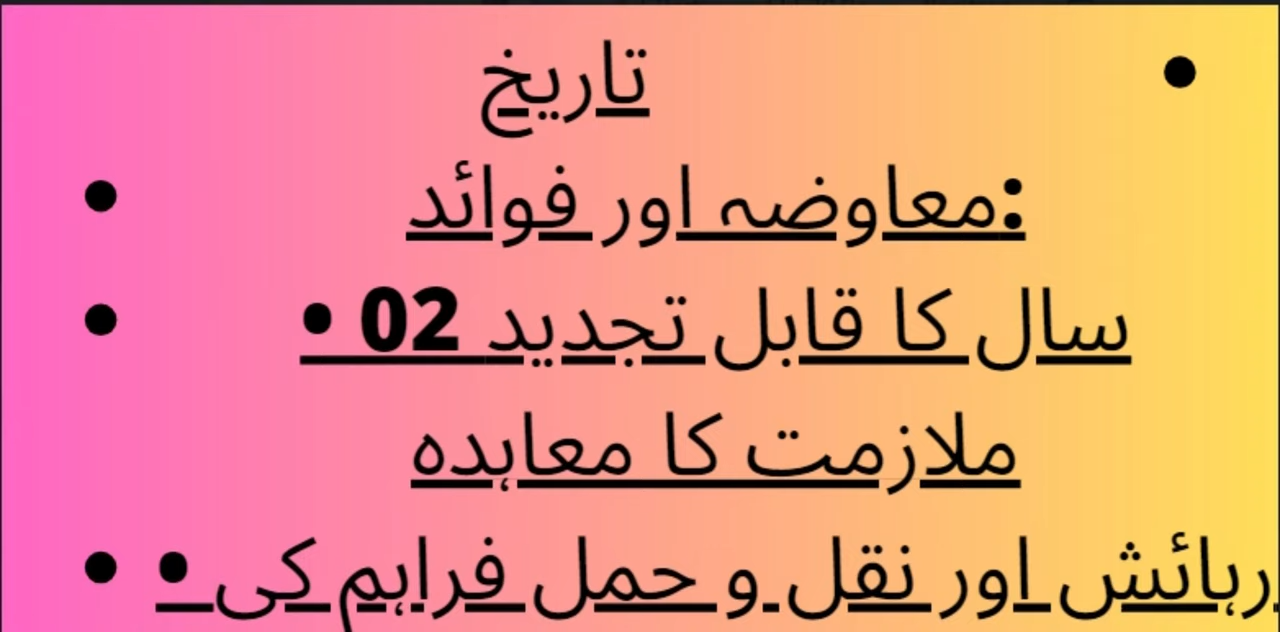 • تاریخ
• معاوضہ اور فوائد:
• • 02 سال کا قابل تجدید
ملازمت کا معاہدہ
• • رہائش اور نقل و حمل فراہم کی